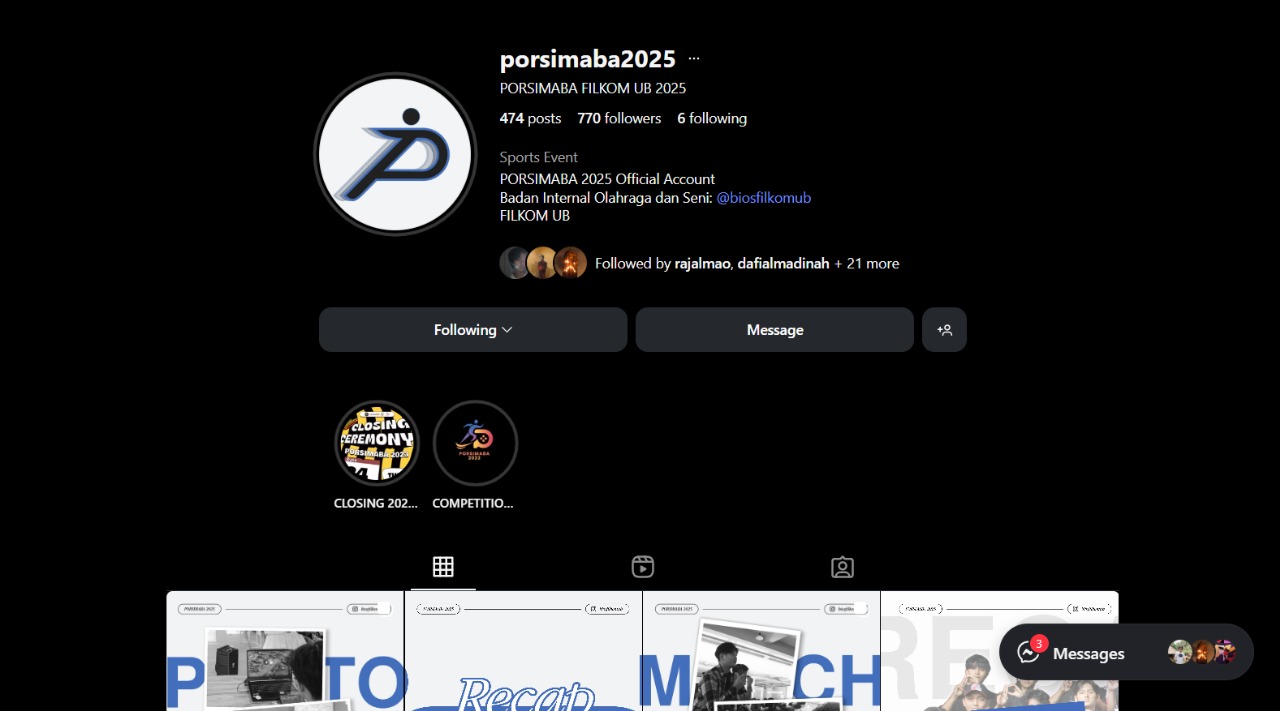 porsimaba2025 ...
PORSIMABA FILKOM UB 2025
474 posts 770 followers 6 following
Sports Event
PORSIMABA 2025 Official Account
Badan Internal Olahraga dan Seni: @biosfilkomub
FILKOM UB
Followed by rajalmao, dafialmadinah + 21 more
Following
Message
CLOSING
CEREMONY
PORSIMABA 2025
PORSIMABA
CLOSING 202...
COMPETITIO...
PORSIMABA 2025
PORSIMABA 2025
PORSIMABA 2025
PORSIMABA 2025
P TO
Recap
M CH
REC
3
Messages